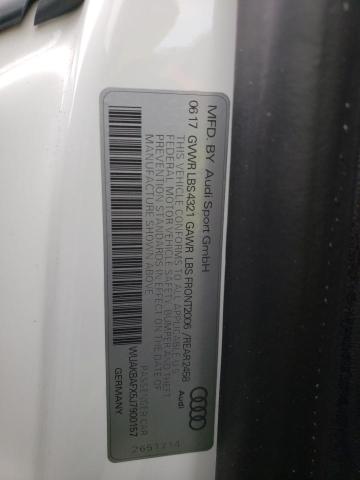 MFD. BY Audi Sport GmbH
06 17 GVWR LBS 4321 GAWR LBS FRONT 2006 /REAR 2458
THIS VEHICLE CONFORMS TO ALL APPLICABLE U.S.
FEDERAL MOTOR VEHICLE SAFETY, BUMPER AND THEFT
PREVENTION STANDARDS IN EFFECT ON THE DATE OF
MANUFACTURE SHOWN ABOVE.
WUAKBAFX5J7900157
PASSENGER CAR
GERMANY
2651714
Audi